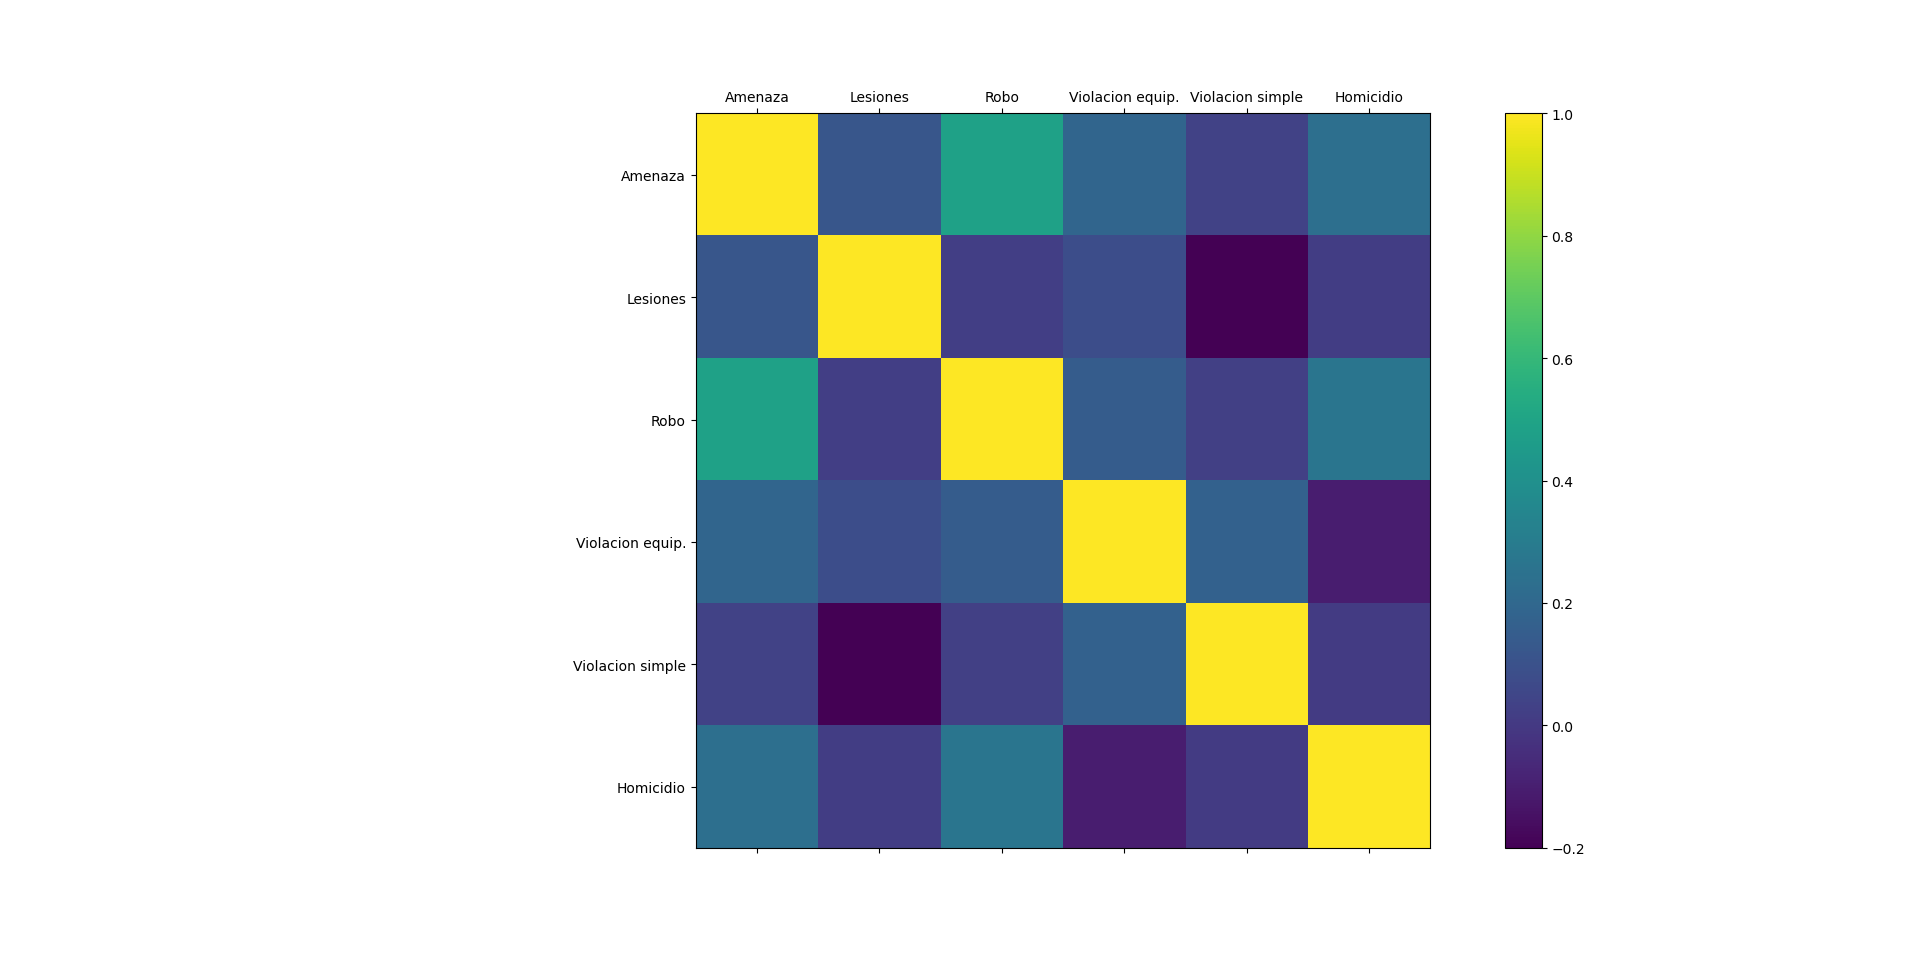 Amenaza Lesiones Robo Violacion equip. Violacion simple Homicidio
Amenaza
Lesiones
Robo
Violacion equip.
Violacion simple
Homicidio
1.0
0.8
0.6
0.4
0.2
0.0
−0.2